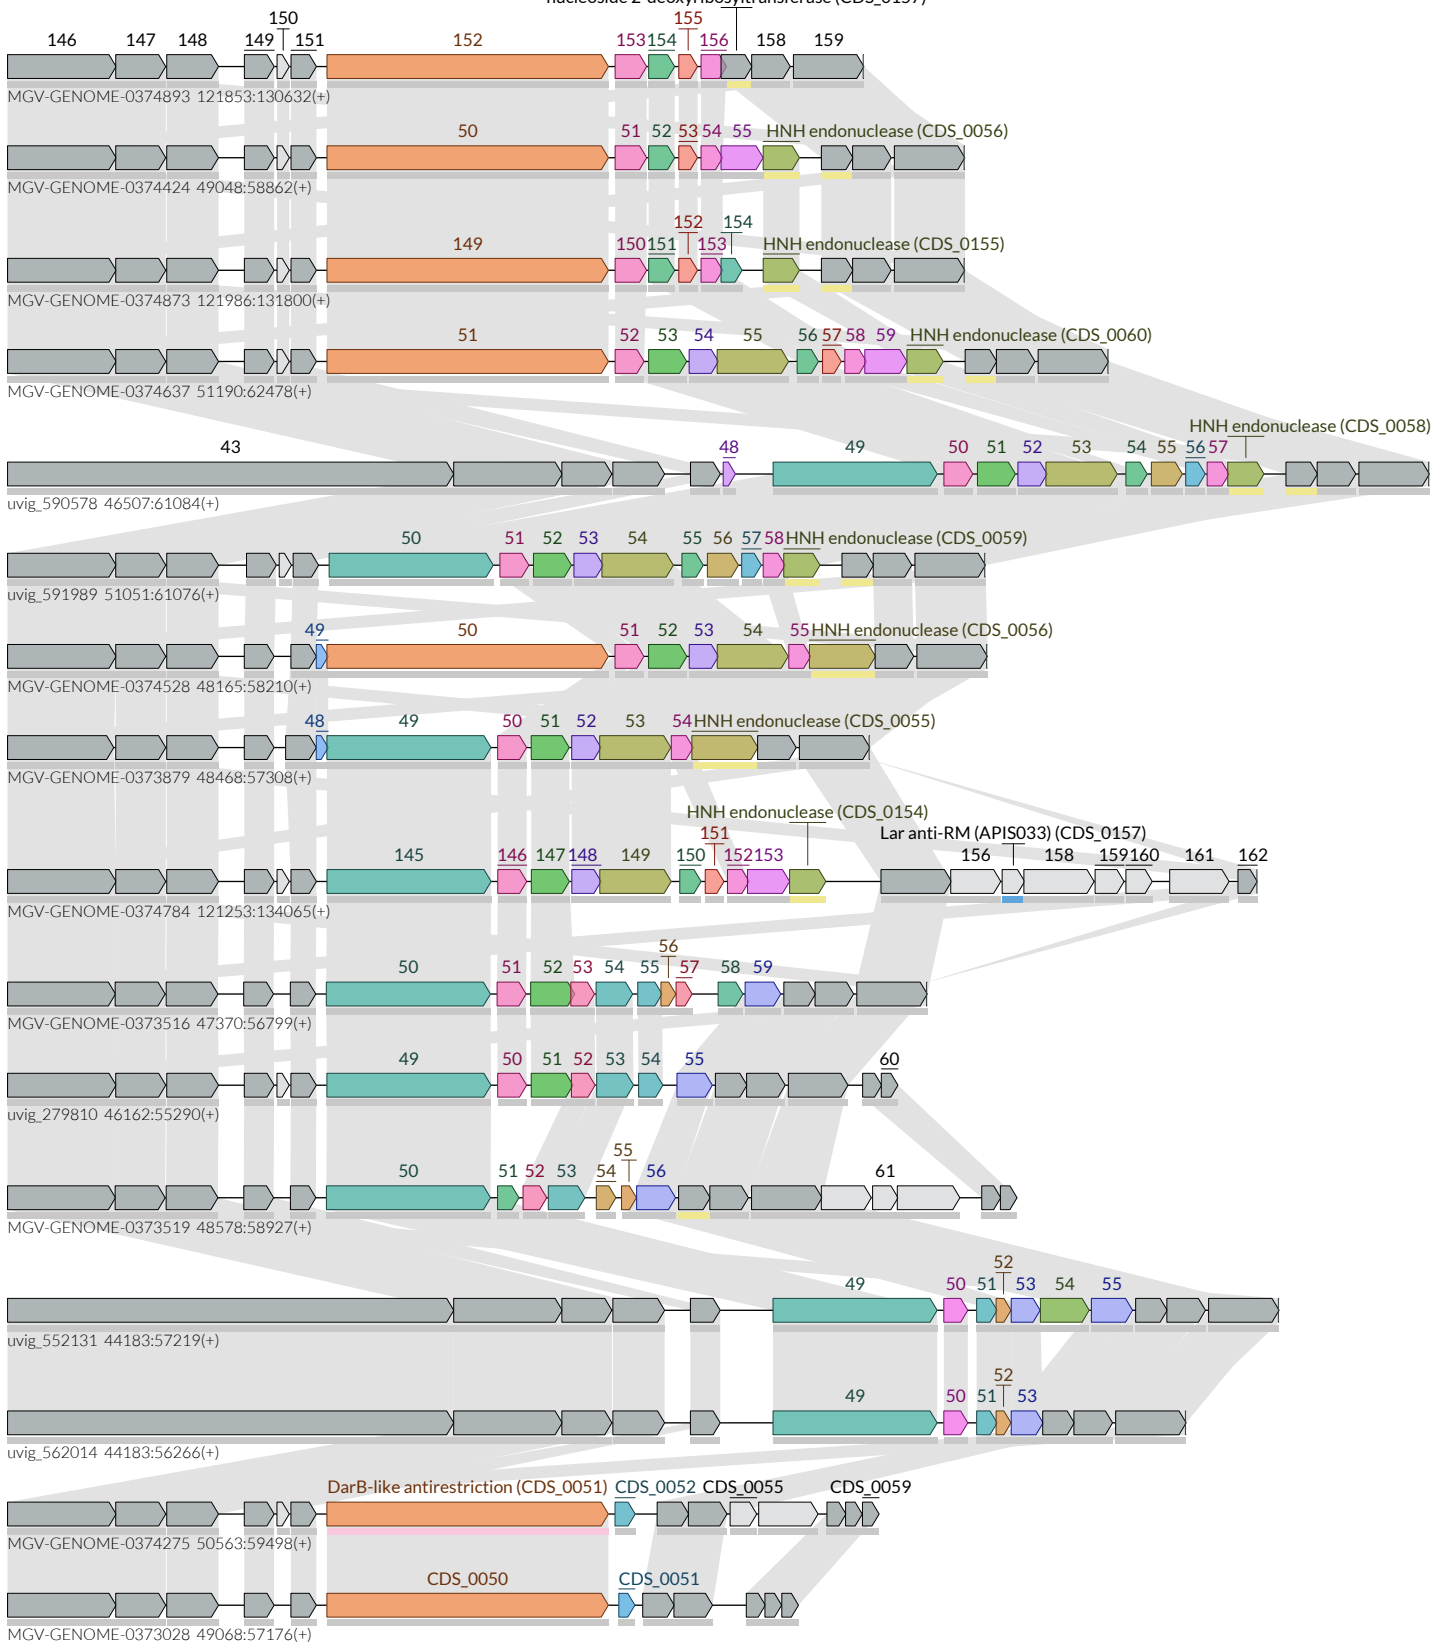 nucleoside 2-deoxyribosyltransferase (CDS_0157)
150 155
146 147 148 149 151 152 153 154 156 158 159
MGV-GENOME-0374893 121853:130632(+)
50 51 52 53 54 55 HNH endonuclease (CDS_0056)
MGV-GENOME-0374424 49048:58862(+)
152 154
149 150 151 153 HNH endonuclease (CDS_0155)
MGV-GENOME-0374873 121986:131800(+)
51 52 53 54 55 56 57 58 59 HNH endonuclease (CDS_0060)
MGV-GENOME-0374637 51190:62478(+)
HNH endonuclease (CDS_0058)
43 48 49 50 51 52 53 54 55 56 57
uvig_590578 46507:61084(+)
50 51 52 53 54 55 56 57 58 HNH endonuclease (CDS_0059)
uvig_591989 51051:61076(+)
49 50 51 52 53 54 55 HNH endonuclease (CDS_0056)
MGV-GENOME-0374528 48165:58210(+)
48 49 50 51 52 53 54 HNH endonuclease (CDS_0055)
MGV-GENOME-0373879 48468:57308(+)
HNH endonuclease (CDS_0154)
151 Lar anti-RM (APIS033) (CDS_0157)
145 146 147 148 149 150 152 153 156 158 159 160 161 162
MGV-GENOME-0374784 121253:134065(+)
56
50 51 52 53 54 55 57 58 59
MGV-GENOME-0373516 47370:56799(+)
49 50 51 52 53 54 55 60
uvig_279810 46162:55290(+)
55
50 51 52 53 54 56 61
MGV-GENOME-0373519 48578:58927(+)
52
49 50 51 53 54 55
uvig_552131 44183:57219(+)
52
49 50 51 53
uvig_562014 44183:56266(+)
DarB-like antirestriction (CDS_0051) CDS_0052 CDS_0055 CDS_0059
MGV-GENOME-0374275 50563:59498(+)
CDS_0050 CDS_0051
MGV-GENOME-0373028 49068:57176(+)